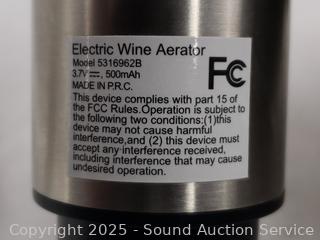 Electric Wine Aerator
Model 5316962B
3.7V⎓, 500mAh
MADE IN P.R.C.
FC
This device complies with part 15 of
the FCC Rules.Operation is subject to
the following two conditions:(1)this
device may not cause harmful
interference,and (2) this device must
accept any interference received,
including interference that may cause
undesired operation.
Copyright © 2025 - Sound Auction Service